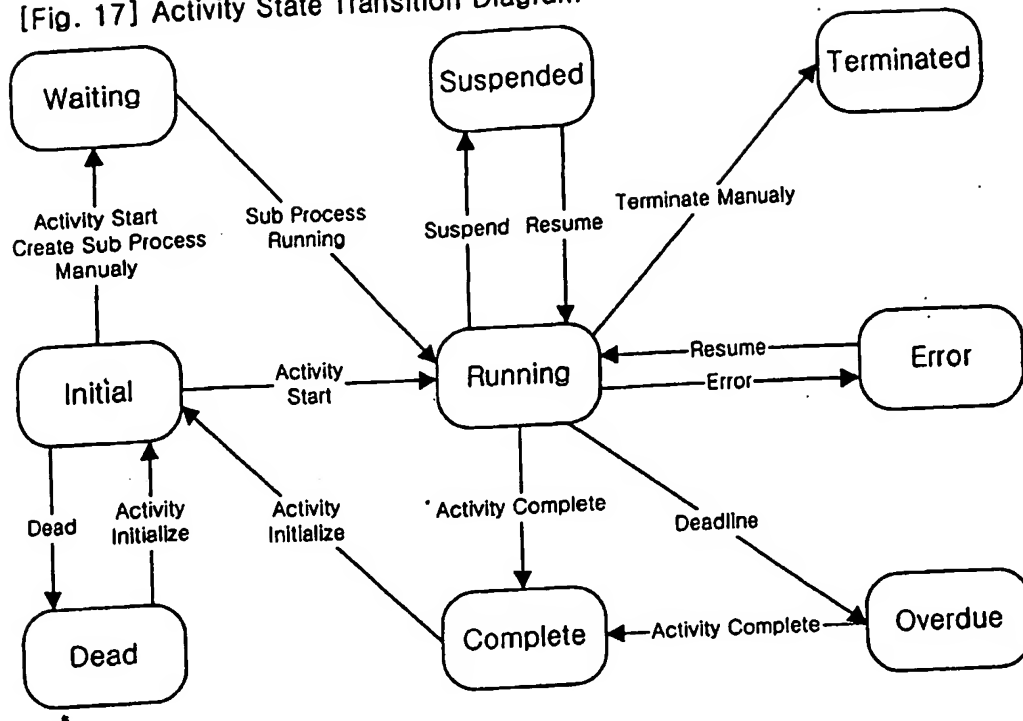 [Fig. 17] Activity State Transition Diagram
Waiting
Suspended
Terminated
Activity Start
Create Sub Process
Manualy
Sub Process
Running
Suspend
Resume
Terminate Manualy
Initial
Activity
Start
Running
Resume
Error
Error
Dead
Activity
Initialize
Activity
Initialize
Activity Complete
Deadline
Dead
Complete
Activity Complete
Overdue